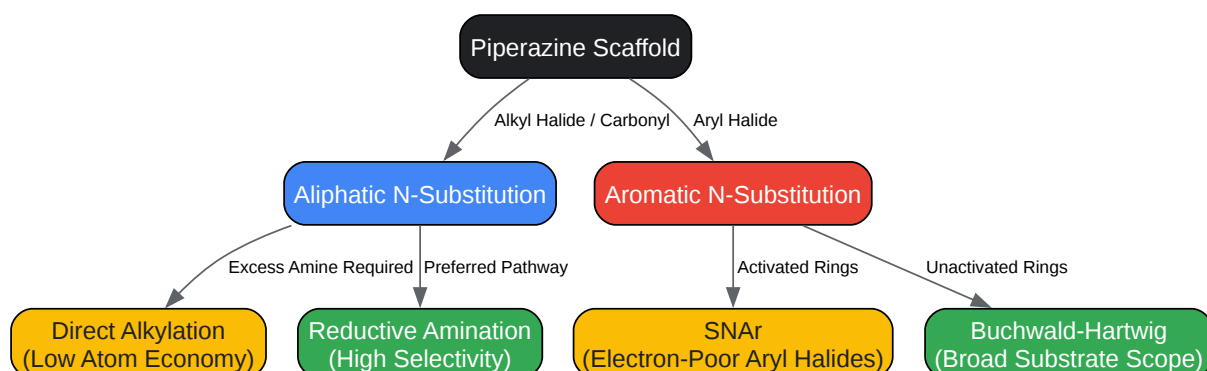 Piperazine Scaffold
Alkyl Halide / Carbonyl
Aryl Halide
Aliphatic N-Substitution
Aromatic N-Substitution
Excess Amine Required
Preferred Pathway
Activated Rings
Unactivated Rings
Direct Alkylation
(Low Atom Economy)
Reductive Amination
(High Selectivity)
SNAr
(Electron-Poor Aryl Halides)
Buchwald-Hartwig
(Broad Substrate Scope)